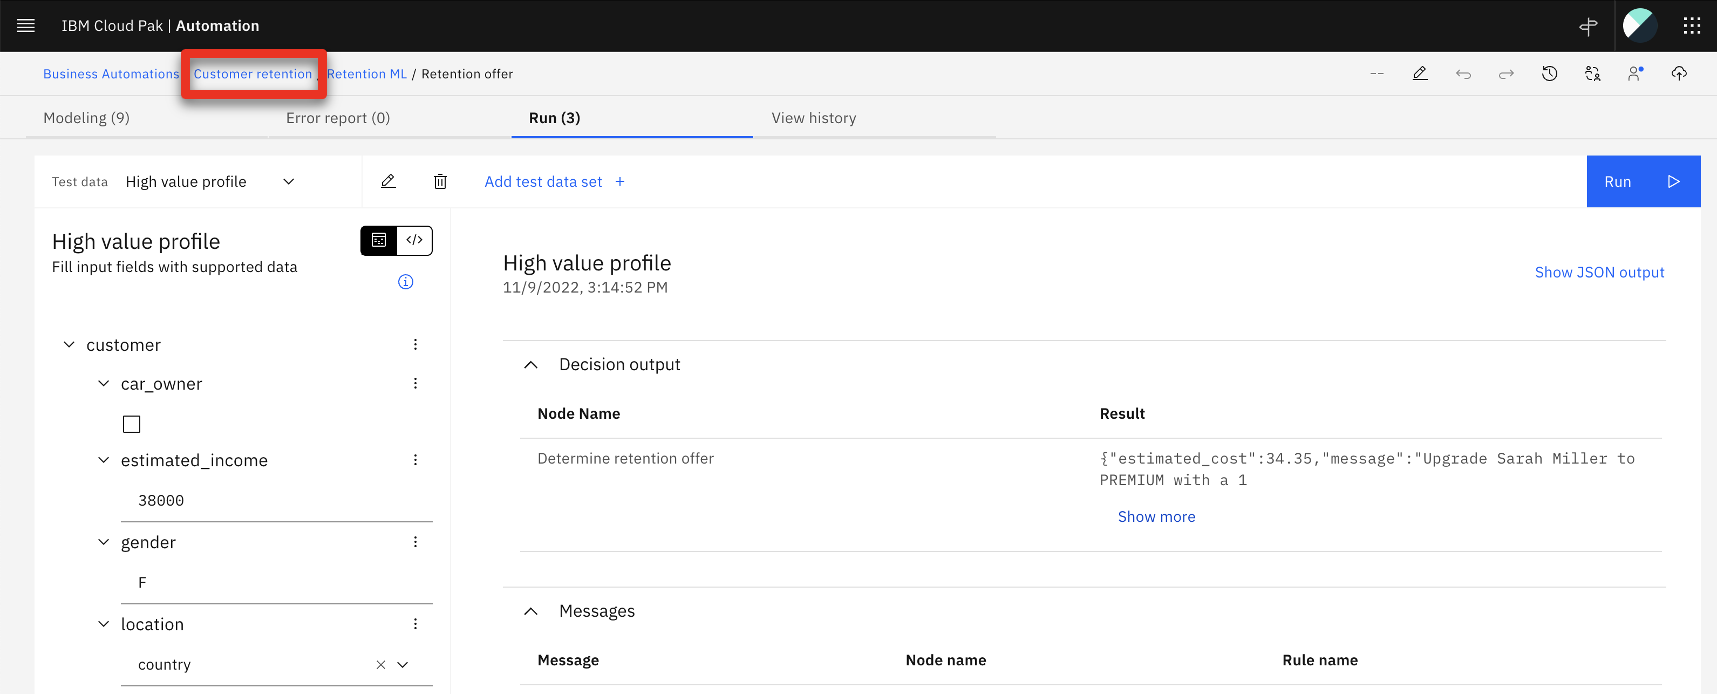 IBM Cloud Pak | Automation
Business Automations Customer retention / Retention ML / Retention offer
--
Modeling (9) Error report (0) Run (3) View history
Test data High value profile Add test data set + Run
High value profile </>
Fill input fields with supported data
High value profile
11/9/2022, 3:14:52 PM
Show JSON output
customer
car_owner
estimated_income
38000
gender
F
location
country
Decision output
Node Name Result
Determine retention offer {"estimated_cost":34.35,"message":"Upgrade Sarah Miller to
PREMIUM with a 1
Show more
Messages
Message Node name Rule name